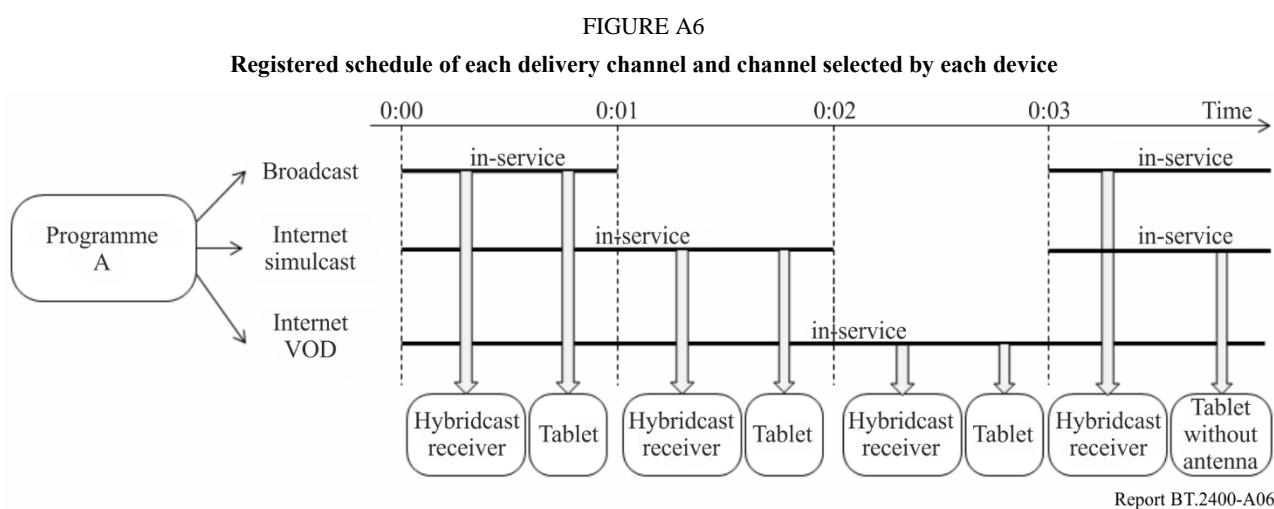 FIGURE A6
Registered schedule of each delivery channel and channel selected by each device
0:00 0:01 0:02 0:03 Time
in-service in-service
Broadcast
Programme
A
Internet
simulcast
in-service in-service
Internet
VOD
in-service
Hybridcast
receiver
Tablet
Hybridcast
receiver
Tablet
Hybridcast
receiver
Tablet
Hybridcast
receiver
Tablet
without
antenna
Report BT.2400-A06